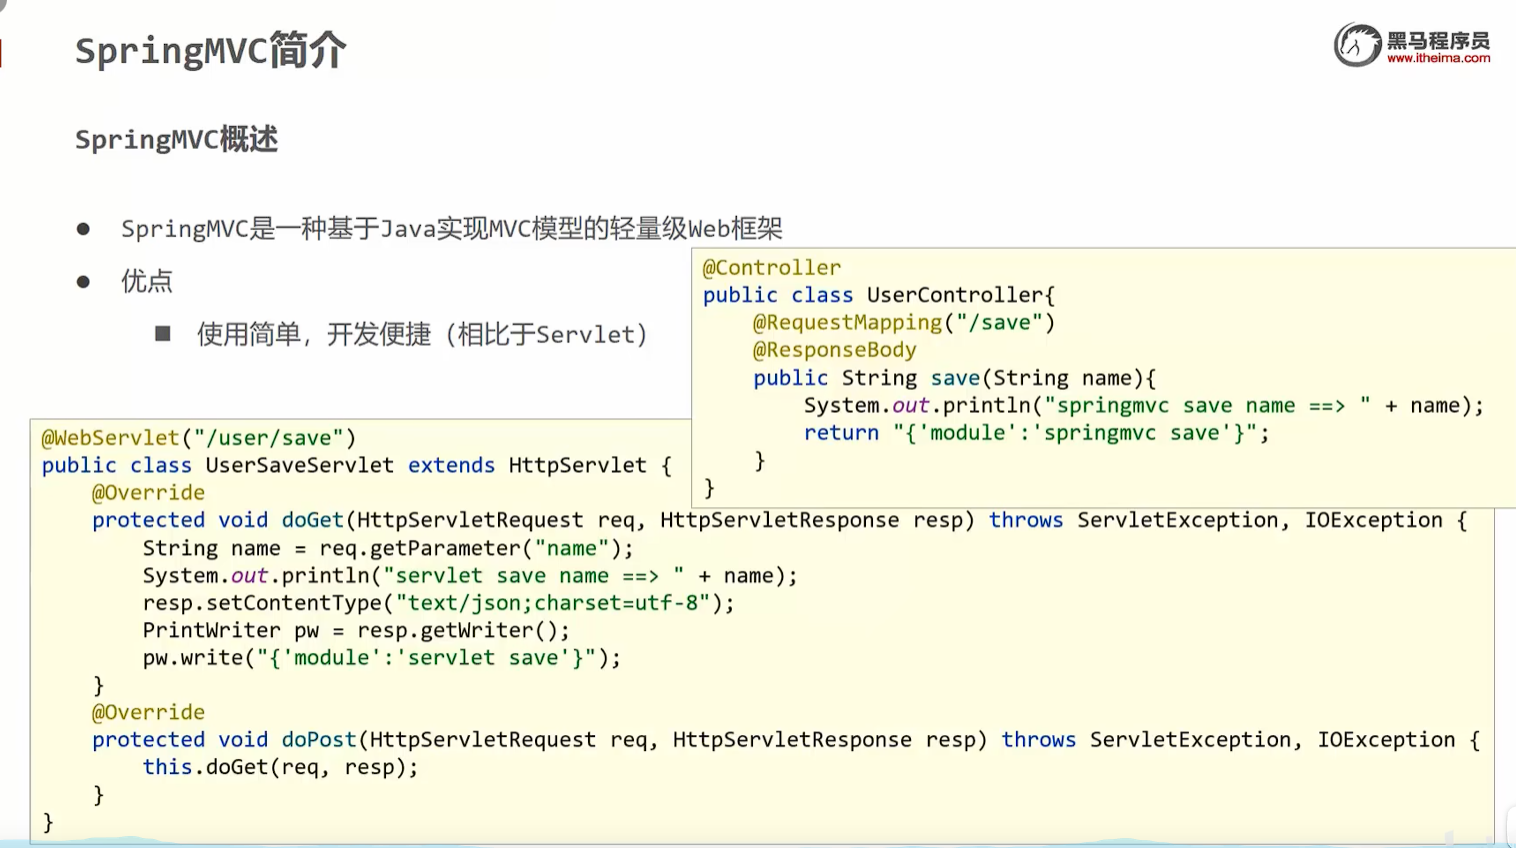 SpringMVC简介
黑马程序员
www.itheima.com
SpringMVC概述
● SpringMVC是一种基于Java实现MVC模型的轻量级Web框架
● 优点
■ 使用简单，开发便捷（相比于Servlet）
@Controller
public class UserController{
    @RequestMapping("/save")
    @ResponseBody
    public String save(String name){
        System.out.println("springmvc save name ==> " + name);
        return "{'module':'springmvc save'}";
    }
}
@WebServlet("/user/save")
public class UserSaveServlet extends HttpServlet {
    @Override
    protected void doGet(HttpServletRequest req, HttpServletResponse resp) throws ServletException, IOException {
        String name = req.getParameter("name");
        System.out.println("servlet save name ==> " + name);
        resp.setContentType("text/json;charset=utf-8");
        PrintWriter pw = resp.getWriter();
        pw.write("{'module':'servlet save'}");
    }
    @Override
    protected void doPost(HttpServletRequest req, HttpServletResponse resp) throws ServletException, IOException {
        this.doGet(req, resp);
    }
}